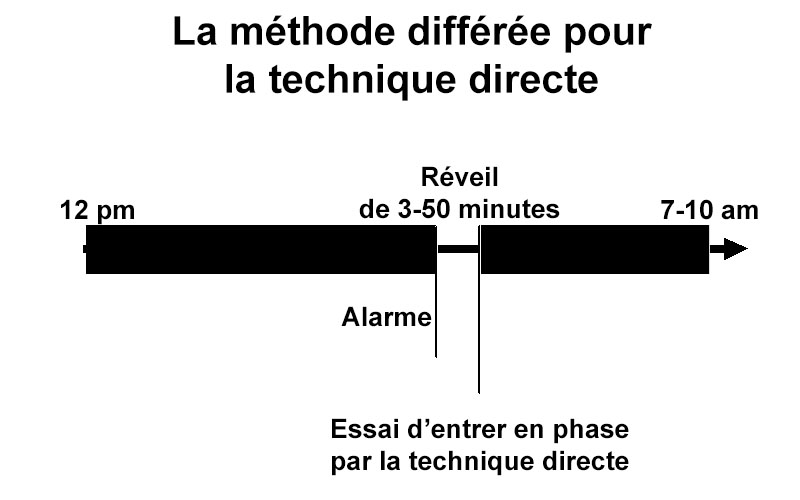 La méthode différée pour
la technique directe
Réveil
de 3-50 minutes
12 pm
7-10 am
Alarme
Essai d’entrer en phase
par la technique directe